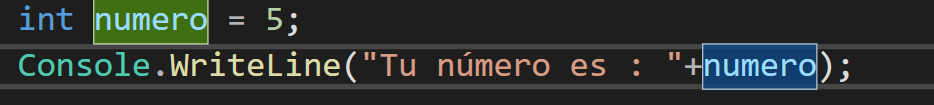 int numero = 5;
Console.WriteLine("Tu número es : "+numero);